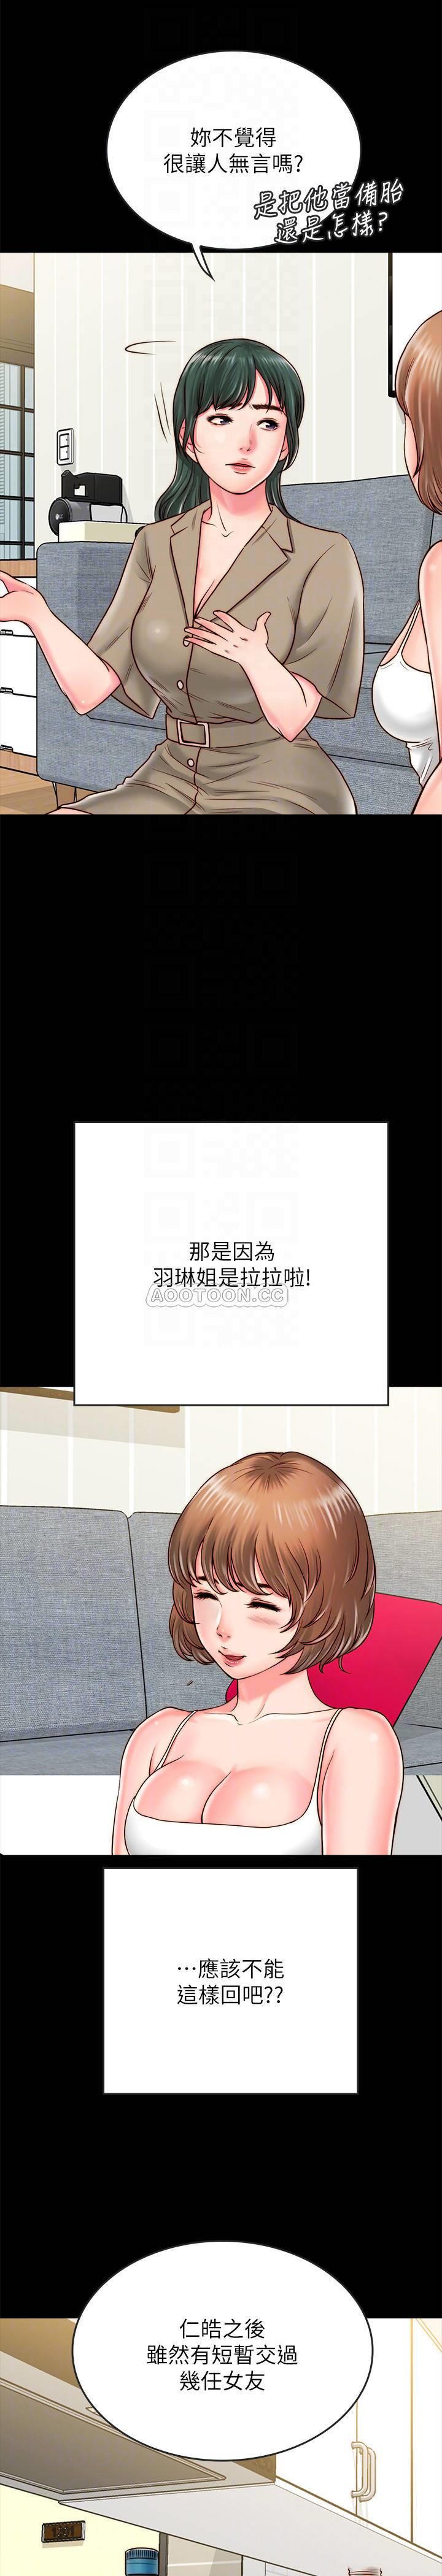 妳不覺得
很讓人無言嗎?
是把他當備胎
還是怎樣?
那是因為
羽琳姐是拉拉啦!
AOOTOON.CC
…應該不能
這樣回吧??
仁皓之後
雖然有短暫交過
幾任女友